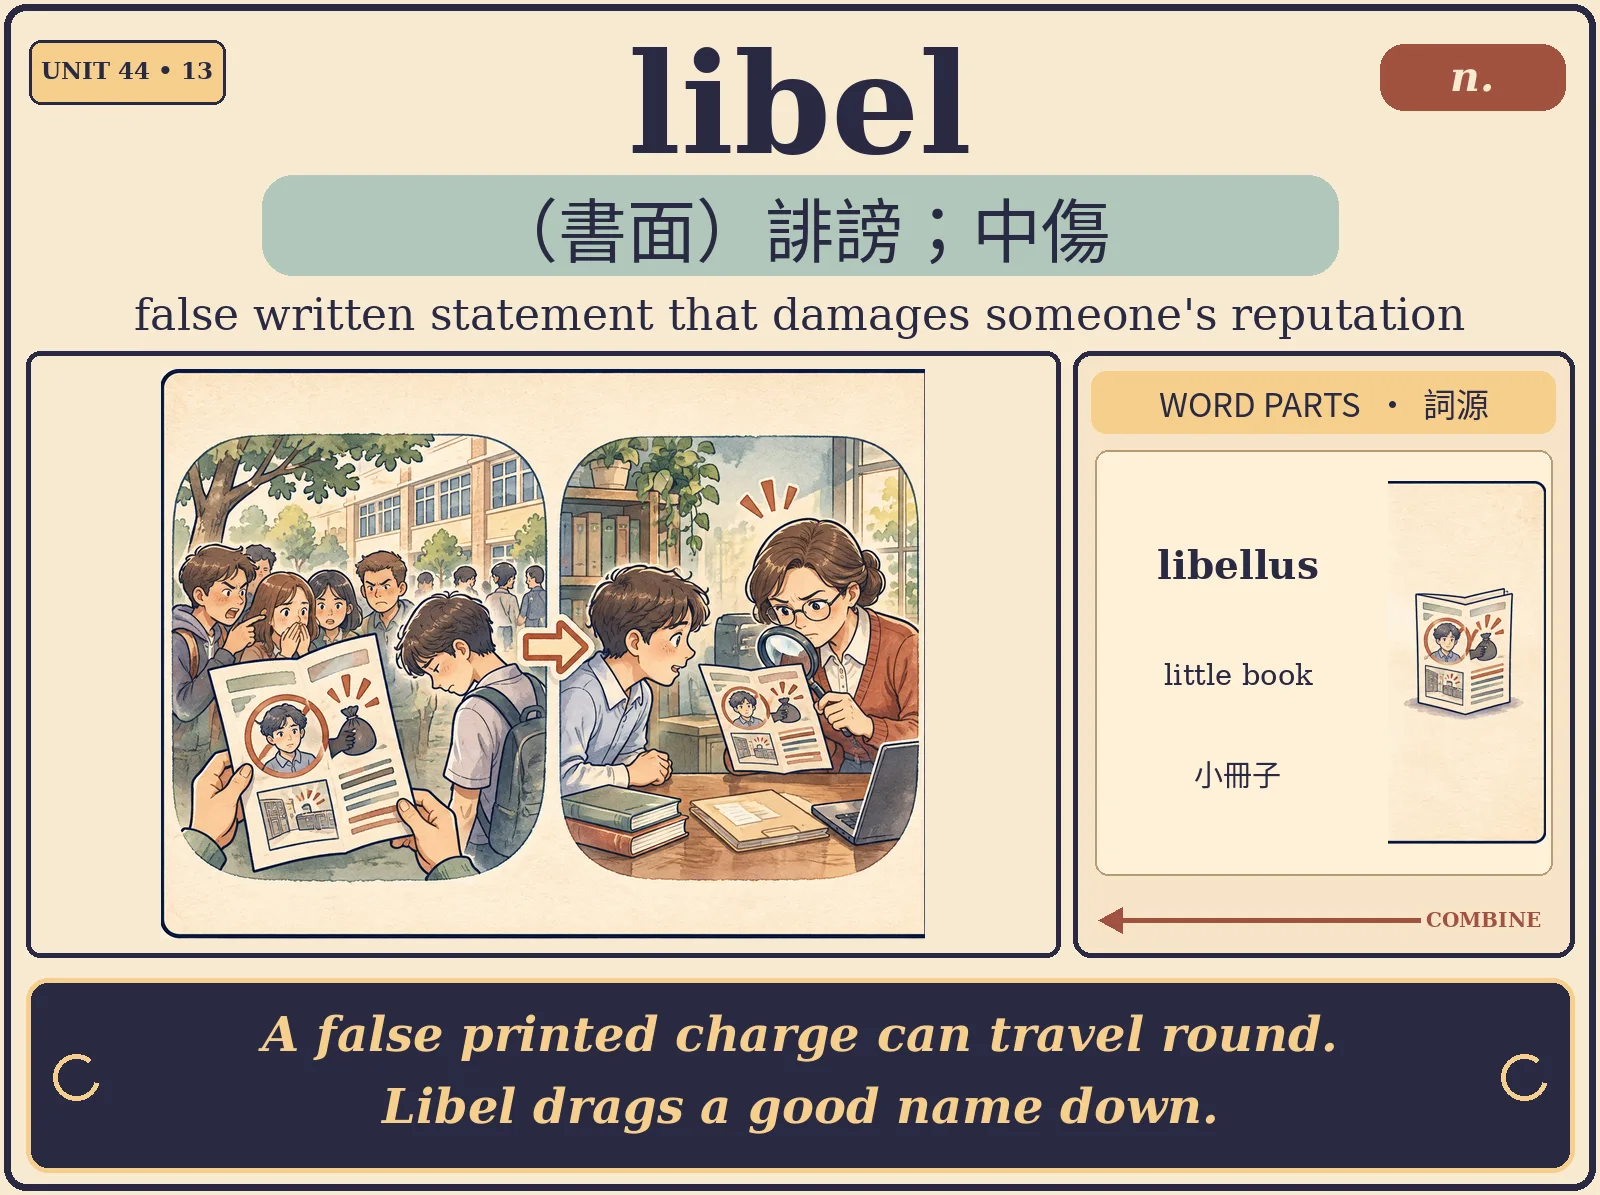 UNIT 44 • 13
libel
n.
（書面）誹謗；中傷
false written statement that damages someone's reputation
WORD PARTS ・ 詞源
libellus
little book
小冊子
COMBINE
A false printed charge can travel round.
Libel drags a good name down.